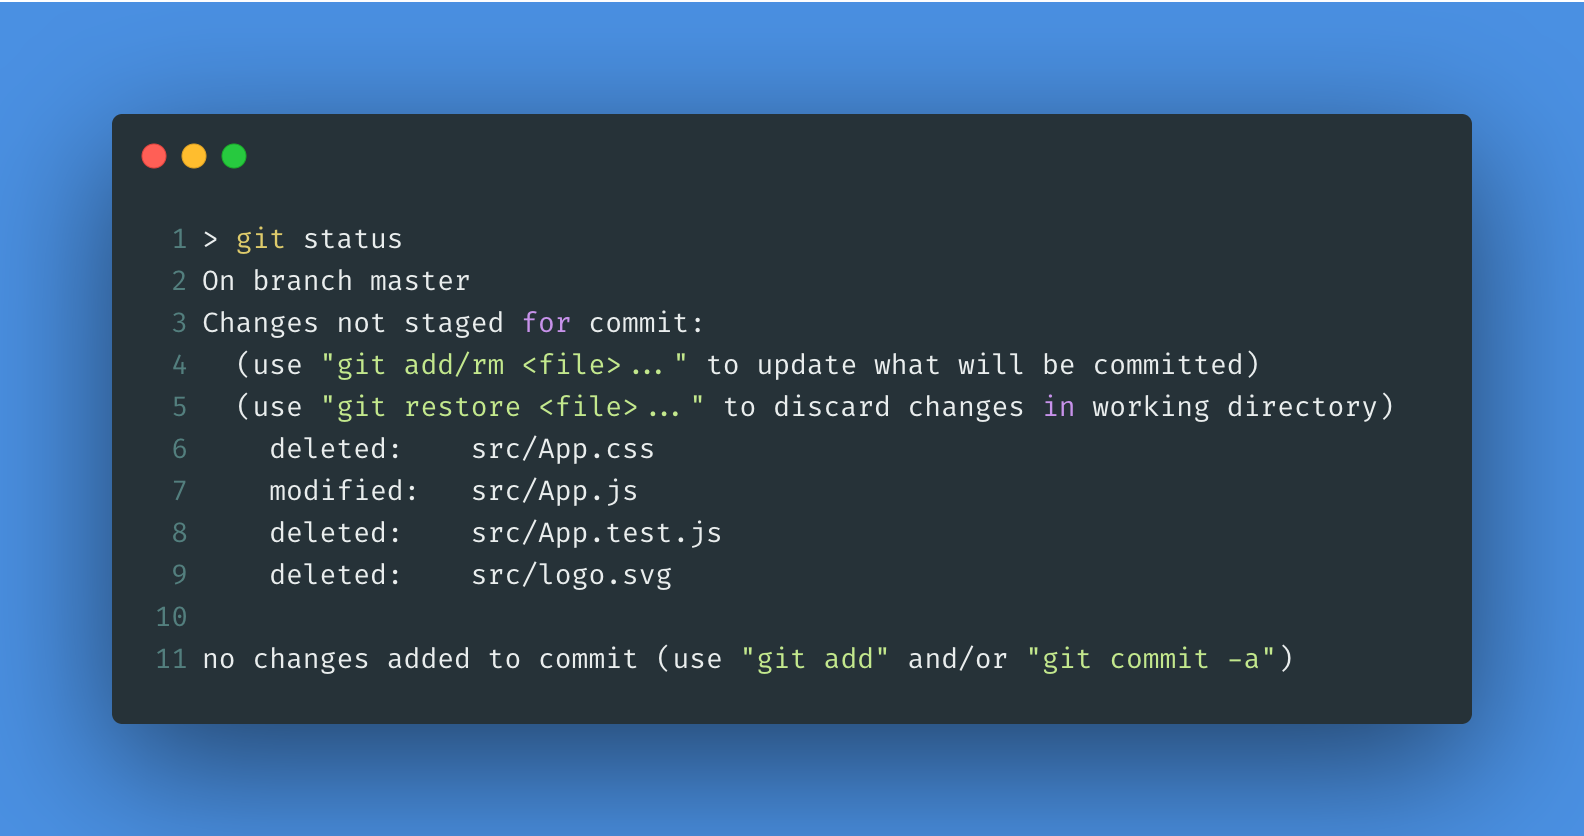 1 > git status
2 On branch master
3 Changes not staged for commit:
4   (use "git add/rm <file>..." to update what will be committed)
5   (use "git restore <file>..." to discard changes in working directory)
6     deleted:    src/App.css
7     modified:   src/App.js
8     deleted:    src/App.test.js
9     deleted:    src/logo.svg
10
11 no changes added to commit (use "git add" and/or "git commit -a")